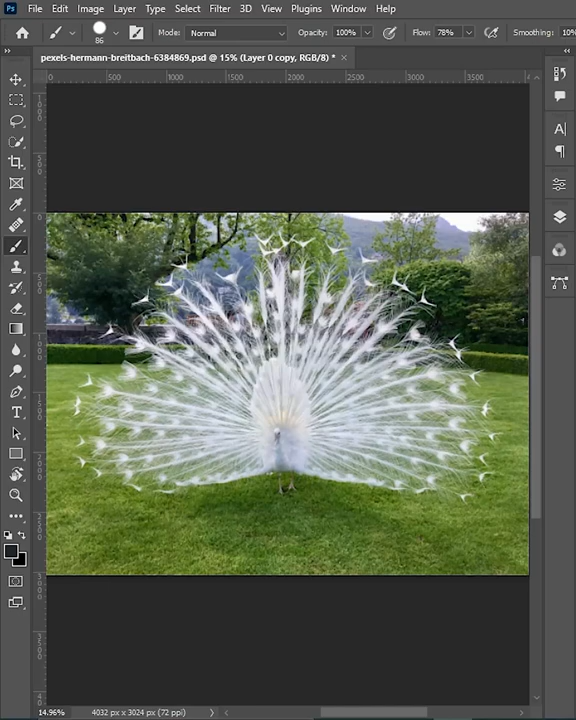 Ps File Edit Image Layer Type Select Filter 3D View Plugins Window Help
86 Mode: Normal Opacity: 100% Flow: 78% Smoothing: 10%
pexels-hermann-breitbach-6384869.psd @ 15% (Layer 0 copy, RGB/8) * ×
0 500 1000 1500 2000 2500 3000 3500
14.96% 4032 px x 3024 px (72 ppi)